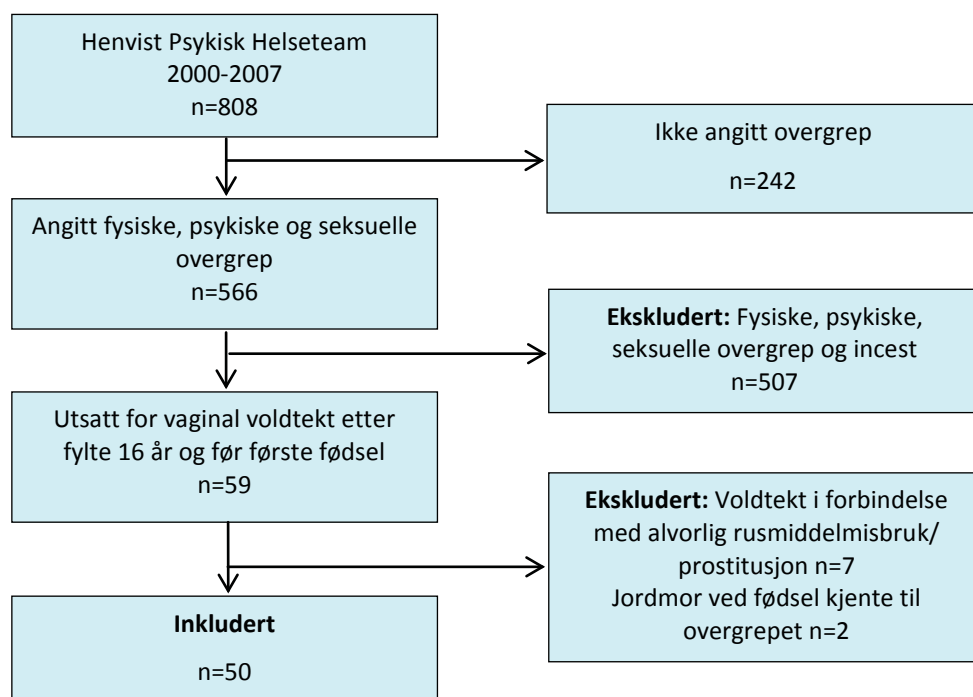 Henvist Psykisk Helseteam
2000-2007
n=808
Ikke angitt overgrep
n=242
Angitt fysiske, psykiske og seksuelle
overgrep
n=566
Ekskludert: Fysiske, psykiske,
seksuelle overgrep og incest
n=507
Utsatt for vaginal voldtekt etter
fylte 16 år og før første fødsel
n=59
Ekskludert: Voldtekt i forbindelse
med alvorlig rusmiddelmisbruk/
prostitusjon n=7
Jordmor ved fødsel kjente til
overgrepet n=2
Inkludert
n=50